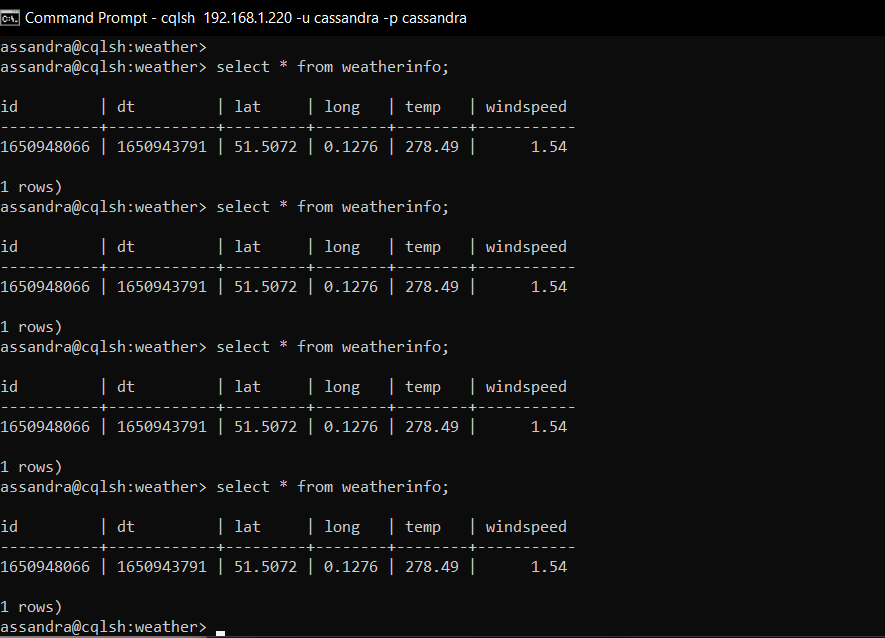 Command Prompt - cqlsh 192.168.1.220 -u cassandra -p cassandra
assandra@cqlsh:weather>
assandra@cqlsh:weather> select * from weatherinfo;
id         | dt         | lat     | long   | temp   | windspeed
-----------+------------+---------+--------+--------+-----------
1650948066 | 1650943791 | 51.5072 | 0.1276 | 278.49 |      1.54
1 rows)
assandra@cqlsh:weather> select * from weatherinfo;
id         | dt         | lat     | long   | temp   | windspeed
-----------+------------+---------+--------+--------+-----------
1650948066 | 1650943791 | 51.5072 | 0.1276 | 278.49 |      1.54
1 rows)
assandra@cqlsh:weather> select * from weatherinfo;
id         | dt         | lat     | long   | temp   | windspeed
-----------+------------+---------+--------+--------+-----------
1650948066 | 1650943791 | 51.5072 | 0.1276 | 278.49 |      1.54
1 rows)
assandra@cqlsh:weather> select * from weatherinfo;
id         | dt         | lat     | long   | temp   | windspeed
-----------+------------+---------+--------+--------+-----------
1650948066 | 1650943791 | 51.5072 | 0.1276 | 278.49 |      1.54
1 rows)
assandra@cqlsh:weather>